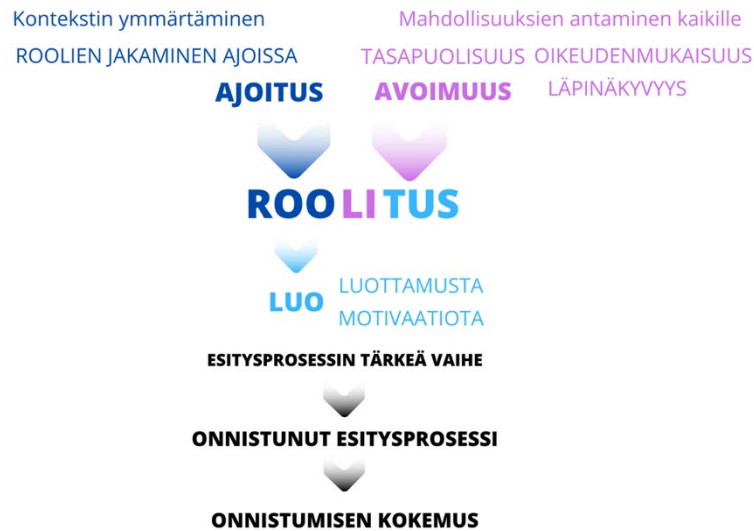 Kontekstin ymmärtäminen
Mahdollisuuksien antaminen kaikille
ROOLIEN JAKAMINEN AJOISSA
TASAPUOLISUUS OIKEUDENMUKAISUUS
AJOITUS
AVOIMUUS
LÄPINÄKYVYYS
ROOLITUS
LUO
LUOTTAMUSTA
MOTIVAATIOTA
ESITYSPROSESSIN TÄRKEÄ VAIHE
ONNISTUNUT ESITYSPROSESSI
ONNISTUMISEN KOKEMUS